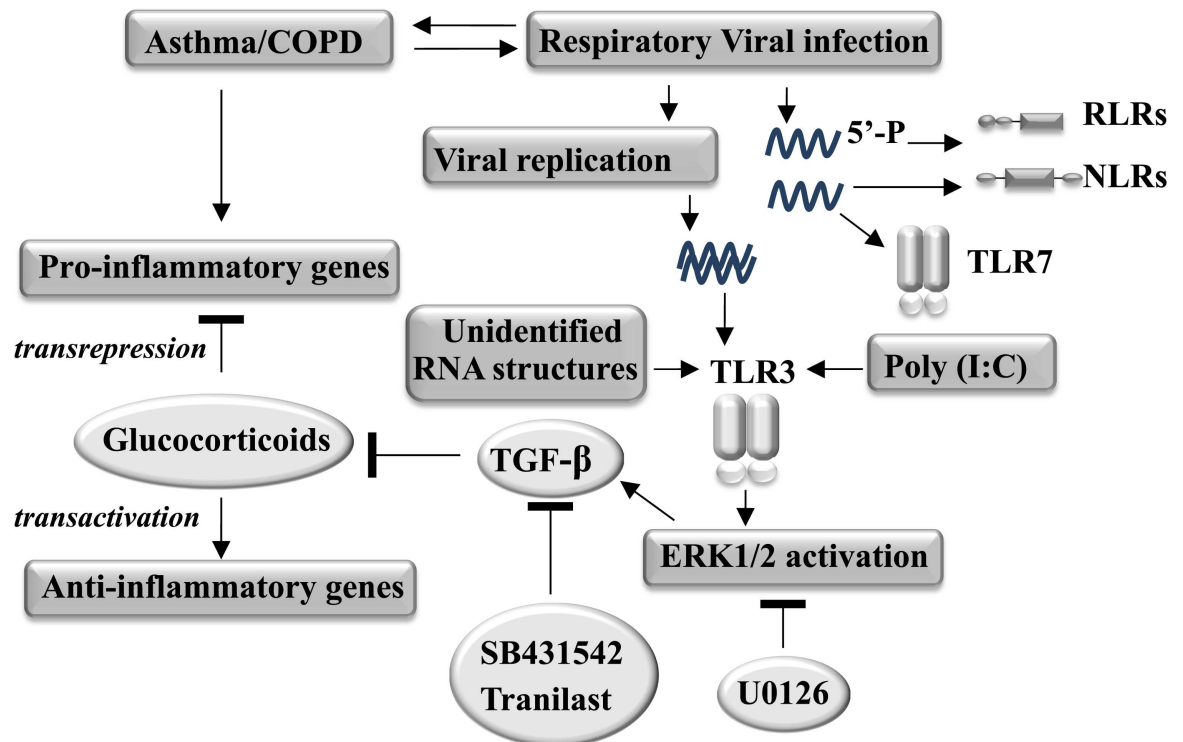 Asthma/COPD
Respiratory Viral infection
Viral replication
5’-P
RLRs
NLRs
TLR7
Pro-inflammatory genes
transrepression
Unidentified
RNA structures
TLR3
Poly (I:C)
Glucocorticoids
TGF-β
transactivation
ERK1/2 activation
Anti-inflammatory genes
SB431542
Tranilast
U0126